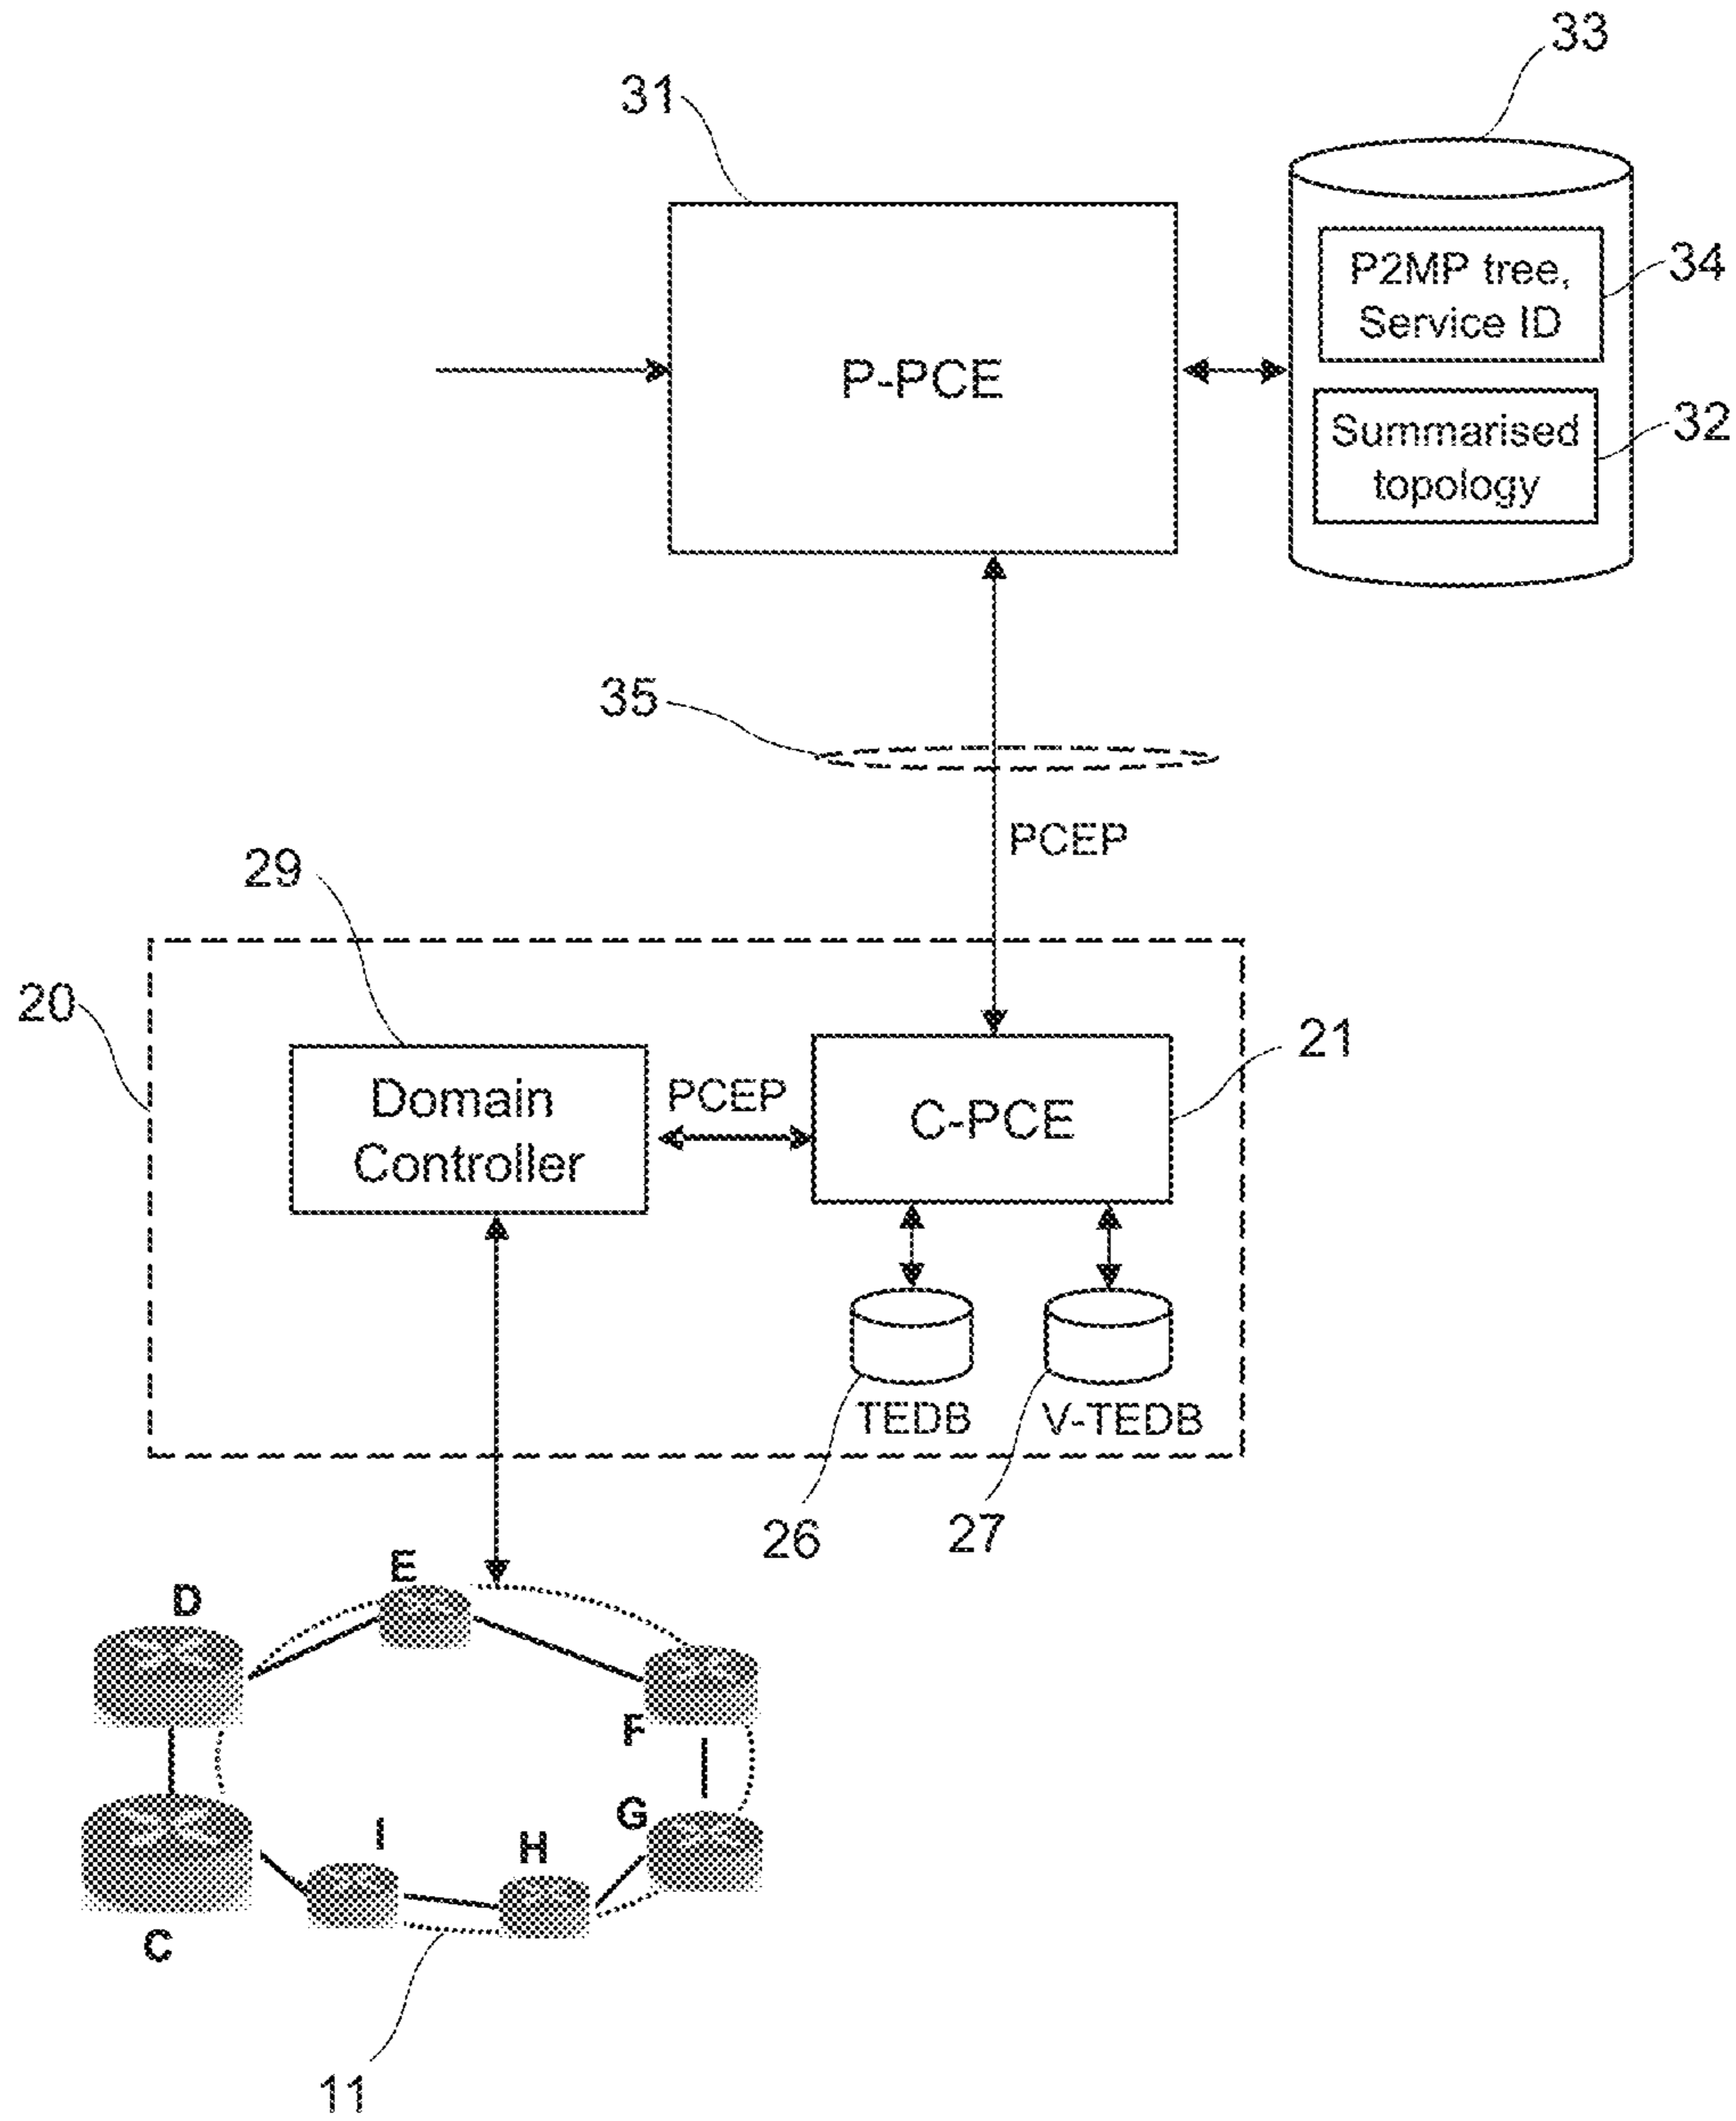 33
31
P2MP tree,
Service ID
34
P-PCE
Summarised
topology
32
35
PCEP
29
20
21
Domain
Controller
PCEP
C-PCE
TEDB
V-TEDB
26
27
E
D
F
I
H
G
C
11